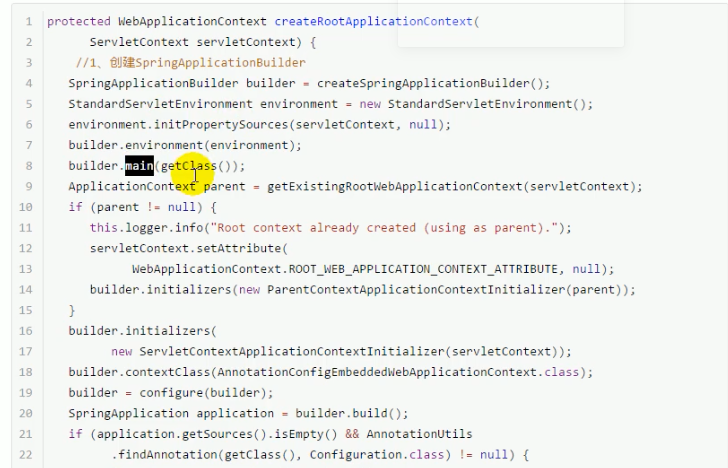 1 protected WebApplicationContext createRootApplicationContext(
2 ServletContext servletContext) {
3 //1、创建SpringApplicationBuilder
4 SpringApplicationBuilder builder = createSpringApplicationBuilder();
5 StandardServletEnvironment environment = new StandardServletEnvironment();
6 environment.initPropertySources(servletContext, null);
7 builder.environment(environment);
8 builder.main(getClass());
9 ApplicationContext parent = getExistingRootWebApplicationContext(servletContext);
10 if (parent != null) {
11 this.logger.info("Root context already created (using as parent).");
12 servletContext.setAttribute(
13 WebApplicationContext.ROOT_WEB_APPLICATION_CONTEXT_ATTRIBUTE, null);
14 builder.initializers(new ParentContextApplicationContextInitializer(parent));
15 }
16 builder.initializers(
17 new ServletContextApplicationContextInitializer(servletContext));
18 builder.contextClass(AnnotationConfigEmbeddedWebApplicationContext.class);
19 builder = configure(builder);
20 SpringApplication application = builder.build();
21 if (application.getSources().isEmpty() && AnnotationUtils
22 .findAnnotation(getClass(), Configuration.class) != null) {